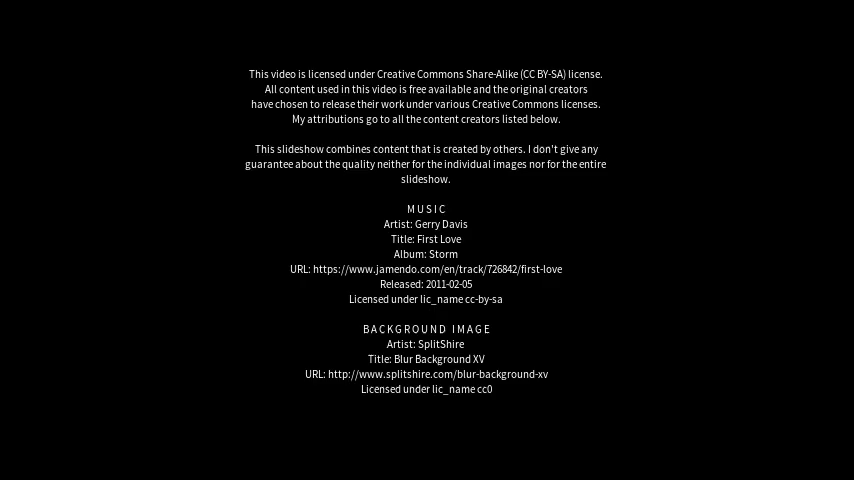 This video is licensed under Creative Commons Share-Alike (CC BY-SA) license.
All content used in this video is free available and the original creators
have chosen to release their work under various Creative Commons licenses.
My attributions go to all the content creators listed below.
This slideshow combines content that is created by others. I don't give any
guarantee about the quality neither for the individual images nor for the entire
slideshow.
MUSIC
Artist: Gerry Davis
Title: First Love
Album: Storm
URL: https://www.jamendo.com/en/track/726842/first-love
Released: 2011-02-05
Licensed under lic_name cc-by-sa
BACKGROUND IMAGE
Artist: SplitShire
Title: Blur Background XV
URL: http://www.splitshire.com/blur-background-xv
Licensed under lic_name cc0